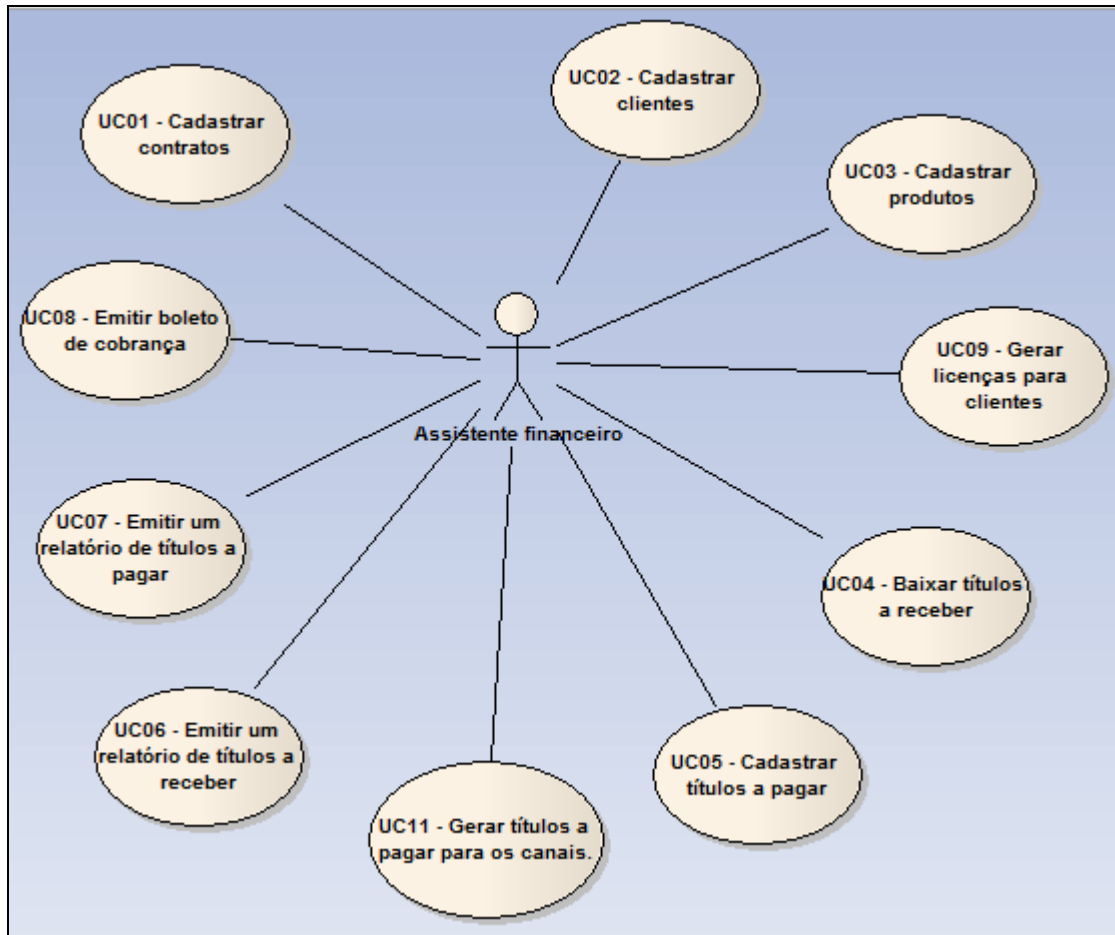 UC02 - Cadastrar
clientes
UC01 - Cadastrar
contratos
UC03 - Cadastrar
produtos
UC08 - Emitir boleto
de cobrança
UC09 - Gerar
licenças para
clientes
Assistente financeiro
UC07 - Emitir um
relatório de títulos a
pagar
UC04 - Baixar títulos
a receber
UC06 - Emitir um
relatório de títulos a
receber
UC05 - Cadastrar
títulos a pagar
UC11 - Gerar títulos a
pagar para os canais.